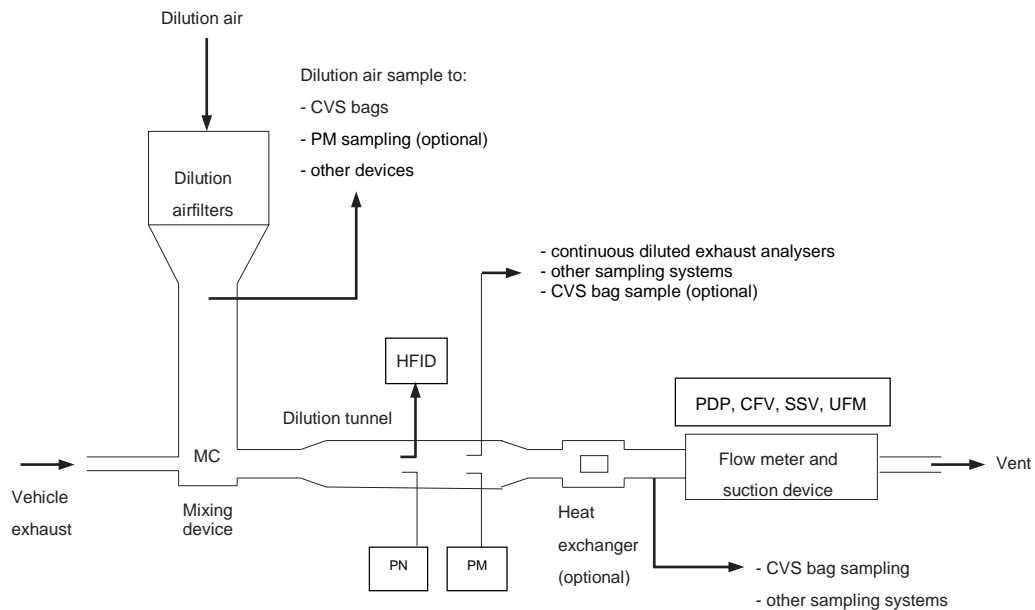 Dilution air
Dilution air sample to:
- CVS bags
- PM sampling (optional)
- other devices
Dilution
airfilters
- continuous diluted exhaust analysers
- other sampling systems
- CVS bag sample (optional)
HFID
PDP, CFV, SSV, UFM
Dilution tunnel
MC
Flow meter and
suction device
Vent
Vehicle
exhaust
Mixing
device
Heat
exchanger
(optional)
PN
PM
- CVS bag sampling
- other sampling systems